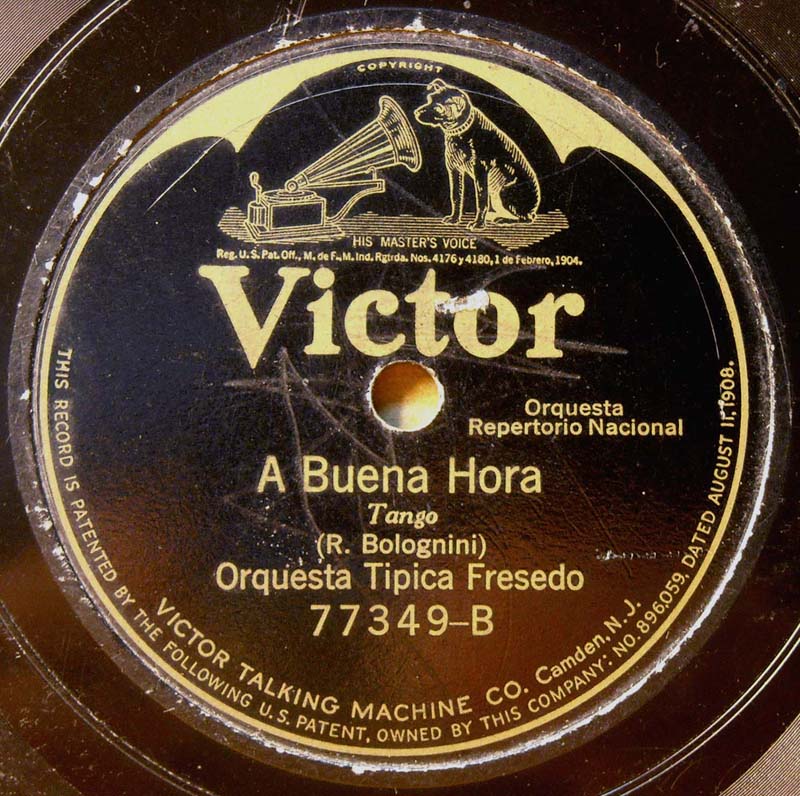 COPYRIGHT
HIS MASTER'S VOICE
Reg. U.S. Pat. Off., M. de F., M. Ind. Rgtrda. Nos. 4176 y 4180, 1 de Febrero, 1904.
Victor
Orquesta
Repertorio Nacional
A Buena Hora
Tango
(R. Bolognini)
Orquesta Tipica Fresedo
77349-B
VICTOR TALKING MACHINE CO. Camden, N. J.
THIS RECORD IS PATENTED BY THE FOLLOWING U.S. PATENT, OWNED BY THIS COMPANY: NO. 896,059, DATED AUGUST 11, 1908.